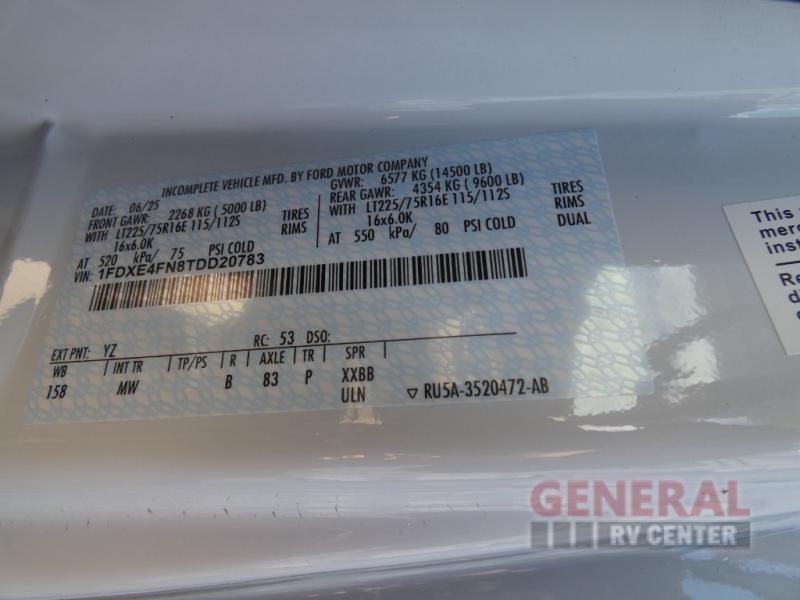 INCOMPLETE VEHICLE MFD. BY FORD MOTOR COMPANY
DATE: 06/25 GVWR: 6577 KG (14500 LB)
FRONT GAWR: 2268 KG (5000 LB) REAR GAWR: 4354 KG (9600 LB)
WITH LT225/75R16E 115/112S TIRES WITH LT225/75R16E 115/112S TIRES
16x6.0K RIMS 16x6.0K RIMS
AT 520 kPa/ 75 PSI COLD AT 550 kPa/ 80 PSI COLD DUAL
VIN: 1FDXE4FN8TDD20783
EXT PNT: YZ RC: 53 DSO:
WB INT TR TP/PS R AXLE TR SPR
158 MW B 83 P XXBB
ULN ▽ RU5A-3520472-AB
This
mer
inst
Re
di
GENERAL
RV CENTER